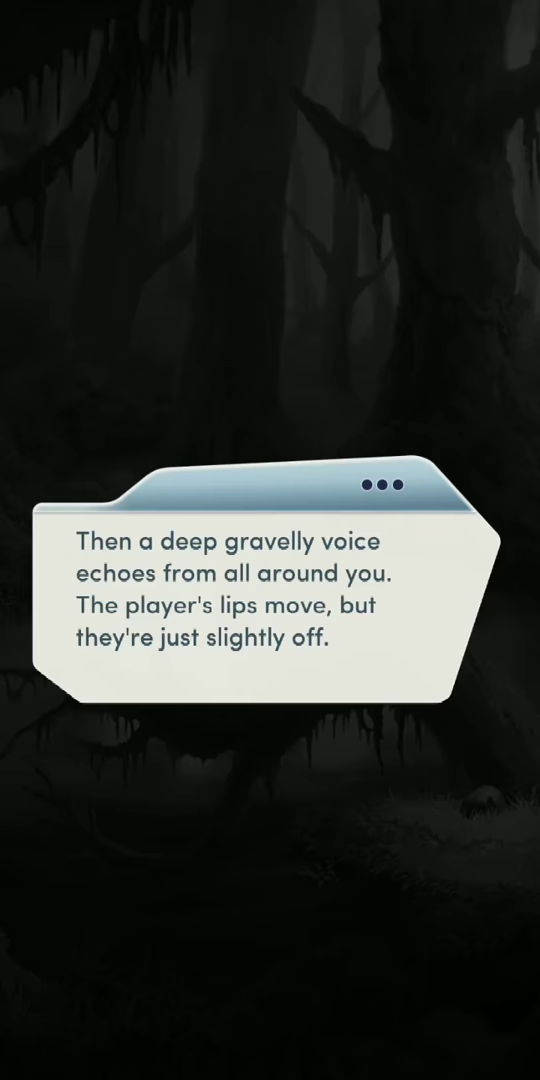 Then a deep gravelly voice
echoes from all around you.
The player's lips move, but
they're just slightly off.